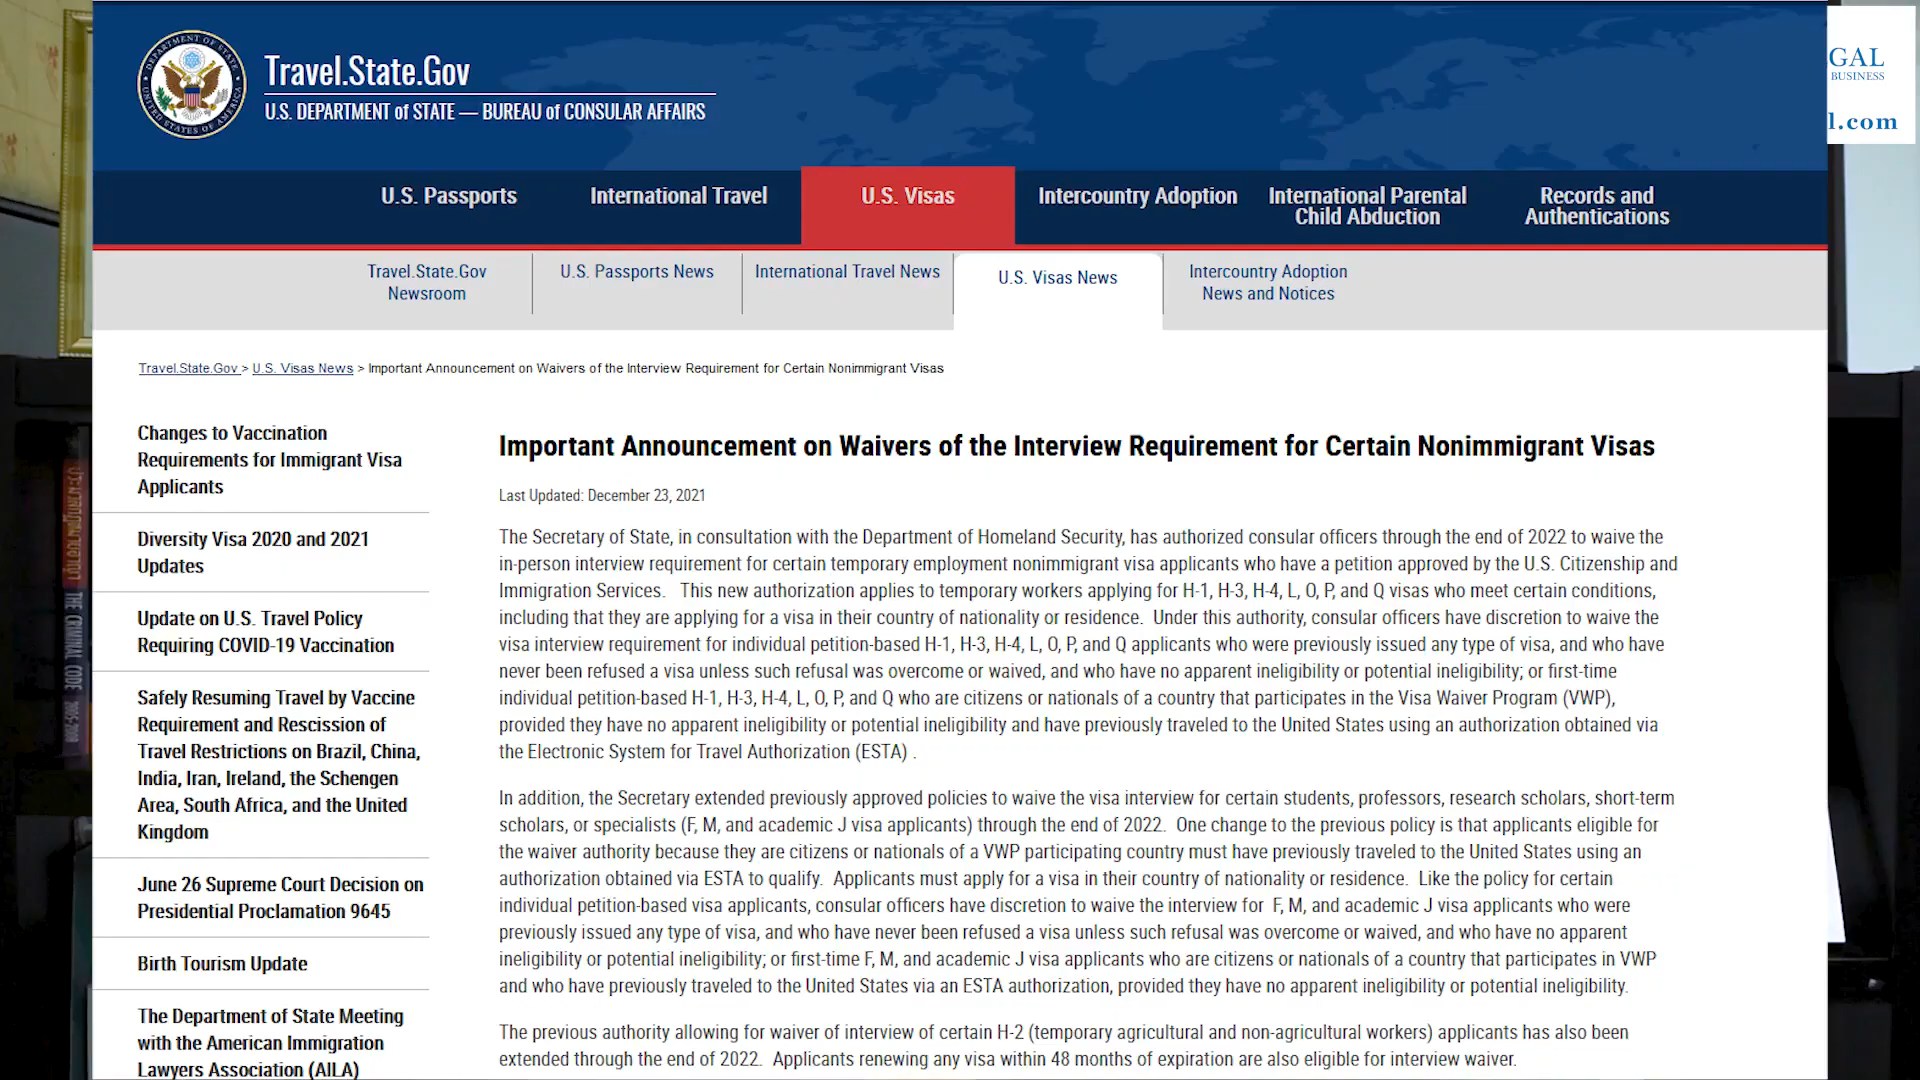 Travel.State.Gov
U.S. DEPARTMENT of STATE — BUREAU of CONSULAR AFFAIRS
GAL
BUSINESS
l.com
U.S. Passports
International Travel
U.S. Visas
Intercountry Adoption
International Parental
Child Abduction
Records and
Authentications
Travel.State.Gov
Newsroom
U.S. Passports News
International Travel News
U.S. Visas News
Intercountry Adoption
News and Notices
Travel.State.Gov > U.S. Visas News > Important Announcement on Waivers of the Interview Requirement for Certain Nonimmigrant Visas
Changes to Vaccination
Requirements for Immigrant Visa
Applicants
Diversity Visa 2020 and 2021
Updates
Update on U.S. Travel Policy
Requiring COVID-19 Vaccination
Safely Resuming Travel by Vaccine
Requirement and Rescission of
Travel Restrictions on Brazil, China,
India, Iran, Ireland, the Schengen
Area, South Africa, and the United
Kingdom
June 26 Supreme Court Decision on
Presidential Proclamation 9645
Birth Tourism Update
The Department of State Meeting
with the American Immigration
Lawyers Association (AILA)
Important Announcement on Waivers of the Interview Requirement for Certain Nonimmigrant Visas
Last Updated: December 23, 2021
The Secretary of State, in consultation with the Department of Homeland Security, has authorized consular officers through the end of 2022 to waive the
in-person interview requirement for certain temporary employment nonimmigrant visa applicants who have a petition approved by the U.S. Citizenship and
Immigration Services.   This new authorization applies to temporary workers applying for H-1, H-3, H-4, L, O, P, and Q visas who meet certain conditions,
including that they are applying for a visa in their country of nationality or residence.  Under this authority, consular officers have discretion to waive the
visa interview requirement for individual petition-based H-1, H-3, H-4, L, O, P, and Q applicants who were previously issued any type of visa, and who have
never been refused a visa unless such refusal was overcome or waived, and who have no apparent ineligibility or potential ineligibility; or first-time
individual petition-based H-1, H-3, H-4, L, O, P, and Q who are citizens or nationals of a country that participates in the Visa Waiver Program (VWP),
provided they have no apparent ineligibility or potential ineligibility and have previously traveled to the United States using an authorization obtained via
the Electronic System for Travel Authorization (ESTA) .
In addition, the Secretary extended previously approved policies to waive the visa interview for certain students, professors, research scholars, short-term
scholars, or specialists (F, M, and academic J visa applicants) through the end of 2022.  One change to the previous policy is that applicants eligible for
the waiver authority because they are citizens or nationals of a VWP participating country must have previously traveled to the United States using an
authorization obtained via ESTA to qualify.  Applicants must apply for a visa in their country of nationality or residence.  Like the policy for certain
individual petition-based visa applicants, consular officers have discretion to waive the interview for  F, M, and academic J visa applicants who were
previously issued any type of visa, and who have never been refused a visa unless such refusal was overcome or waived, and who have no apparent
ineligibility or potential ineligibility; or first-time F, M, and academic J visa applicants who are citizens or nationals of a country that participates in VWP
and who have previously traveled to the United States via an ESTA authorization, provided they have no apparent ineligibility or potential ineligibility.
The previous authority allowing for waiver of interview of certain H-2 (temporary agricultural and non-agricultural workers) applicants has also been
extended through the end of 2022.  Applicants renewing any visa within 48 months of expiration are also eligible for interview waiver.
THE CRIMINAL CODE
DEPARTMENT OF STATE
UNITED STATES OF AMERICA